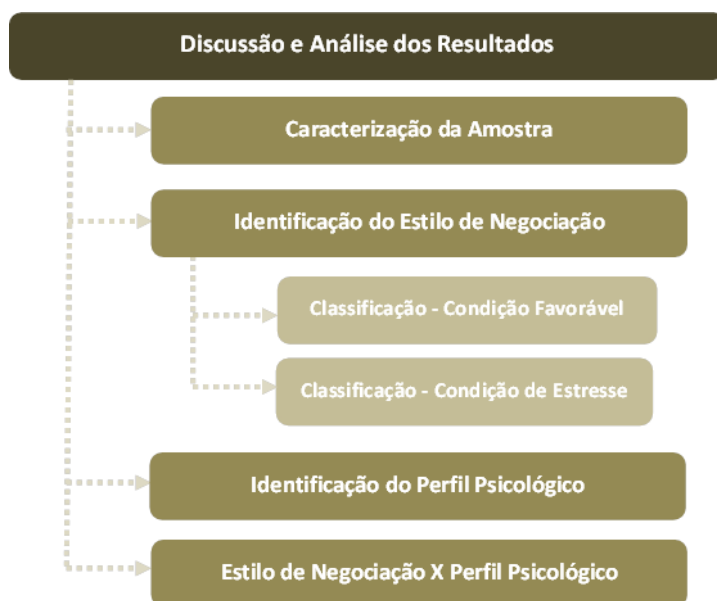 Discussão e Análise dos Resultados
Caracterização da Amostra
Identificação do Estilo de Negociação
Classificação - Condição Favorável
Classificação - Condição de Estresse
Identificação do Perfil Psicológico
Estilo de Negociação X Perfil Psicológico